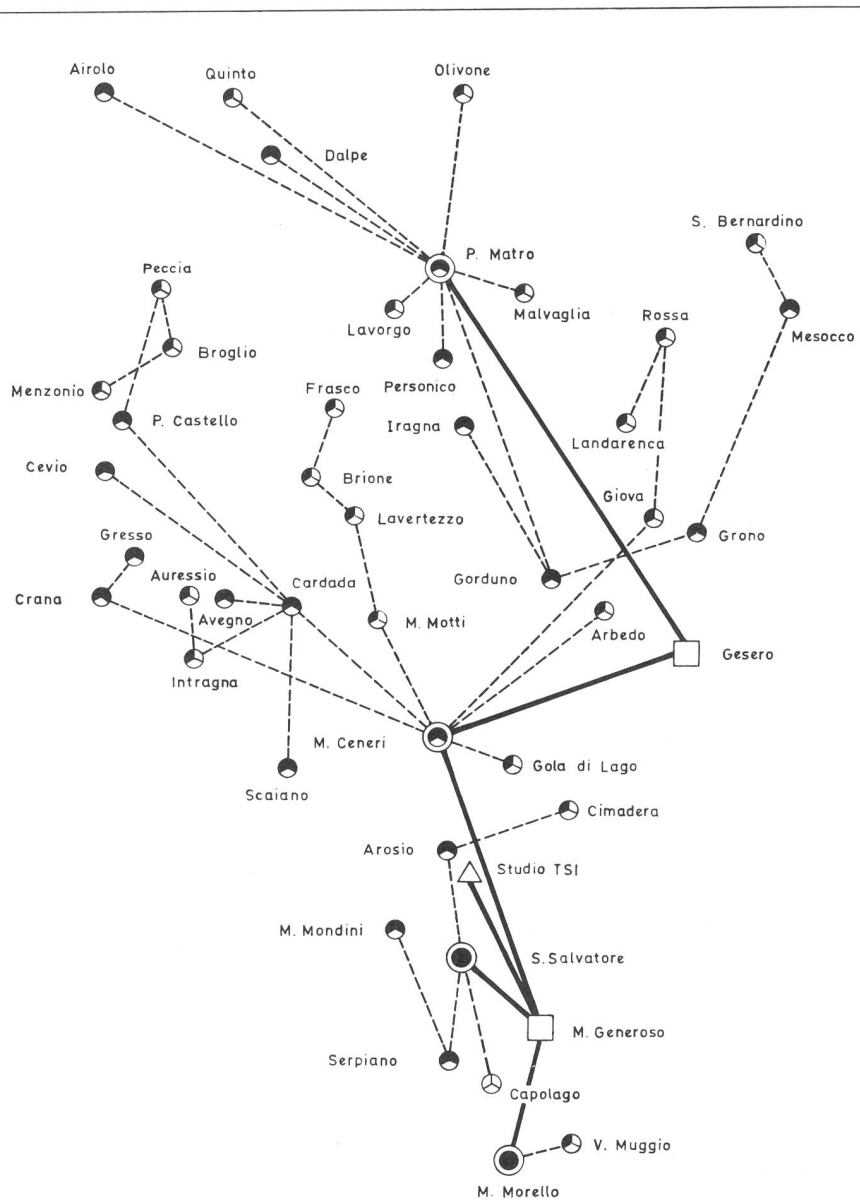 Airolo
Quinto
Olivone
Dalpe
S. Bernardino
P. Matro
Peccia
Malvaglia
Rossa
Lavorgo
Mesocco
Broglio
Personico
Frasco
Menzonio
P. Castello
Iragna
Landarenca
Cevio
Brione
Giova
Lavertezzo
Gresso
Grono
Auressio
Cardada
Gorduno
Crana
Avegno
M. Motti
Arbedo
Gesero
Intragna
M. Ceneri
Gola di Lago
Scaiano
Cimadera
Arosio
Studio TSI
M. Mondini
S. Salvatore
M. Generoso
Serpiano
Capolago
V. Muggio
M. Morello